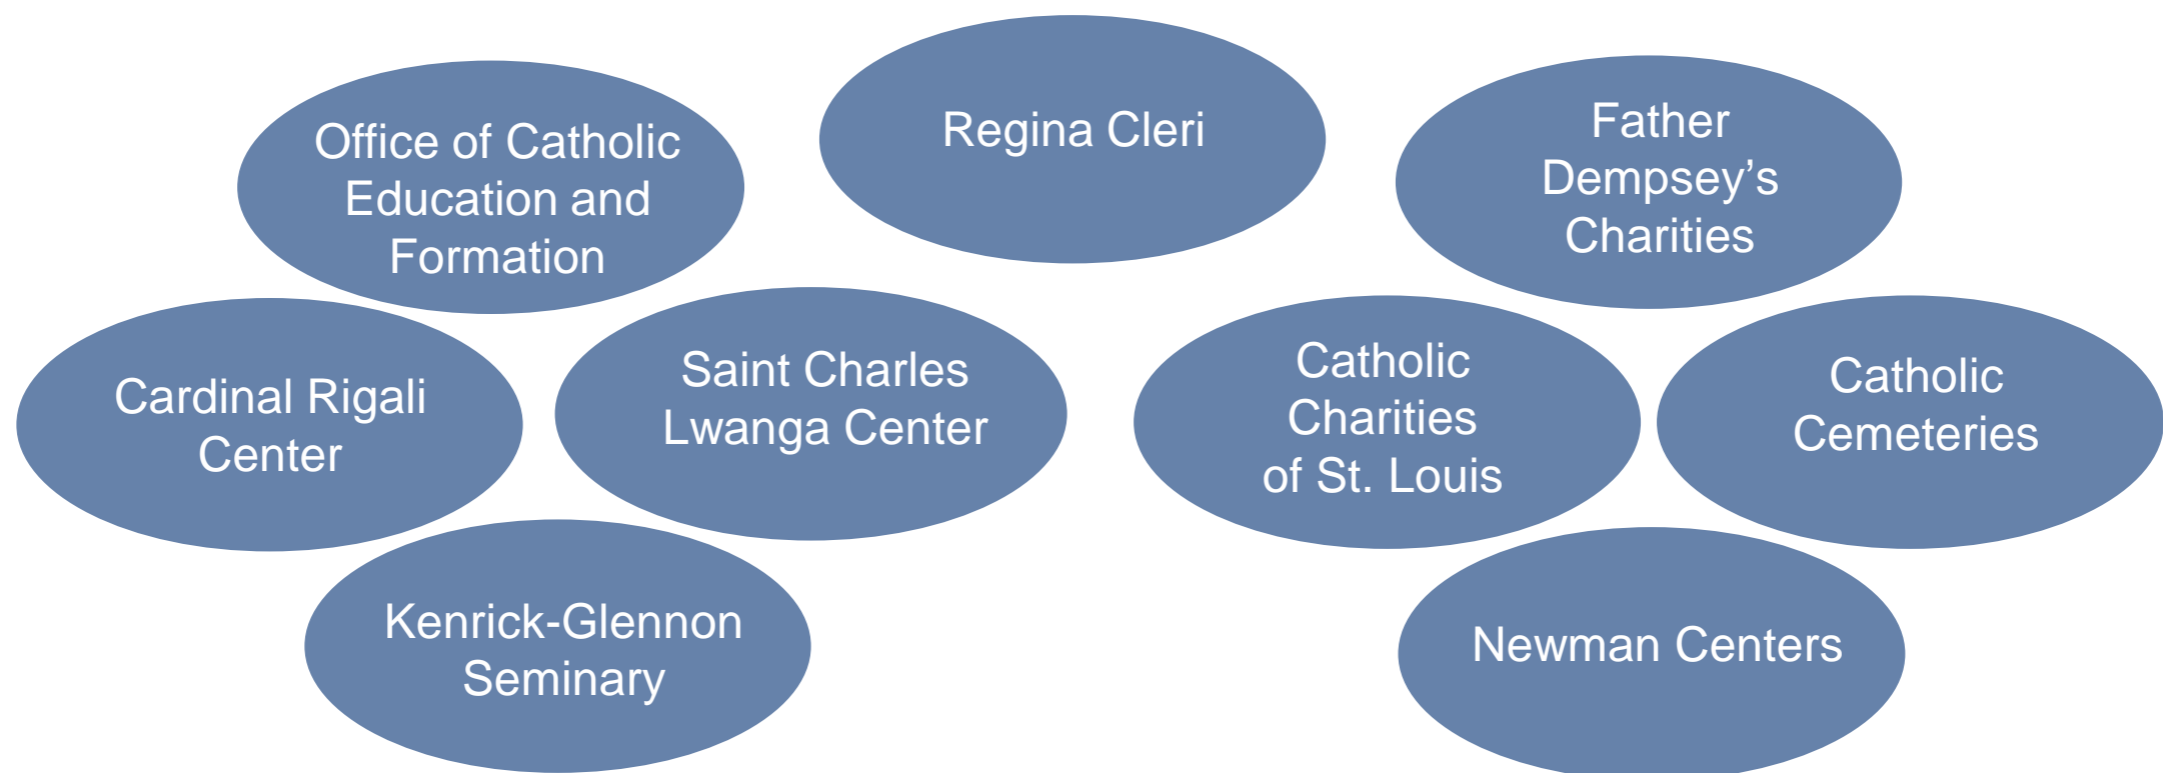 Office of Catholic
Education and
Formation
Regina Cleri
Father
Dempsey’s
Charities
Cardinal Rigali
Center
Saint Charles
Lwanga Center
Catholic
Charities
of St. Louis
Catholic
Cemeteries
Kenrick-Glennon
Seminary
Newman Centers